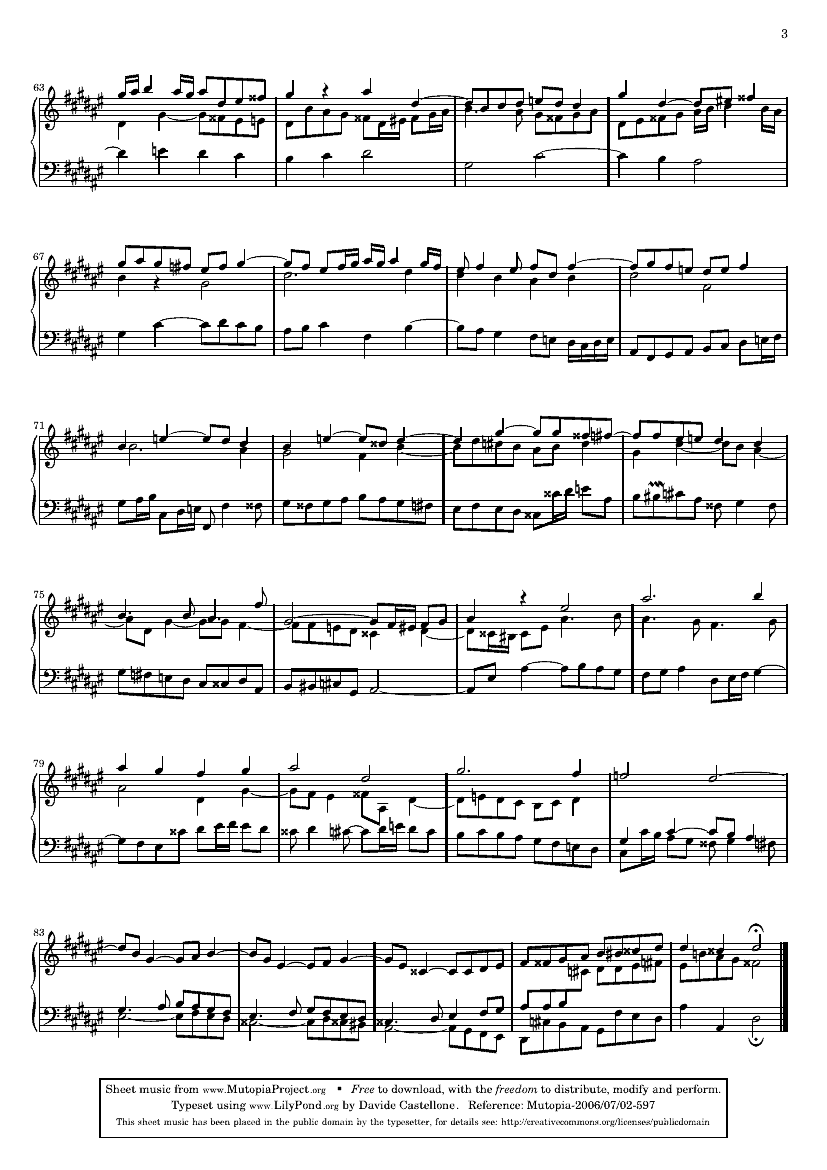 3
63
67
71
75
79
83
Sheet music from www.MutopiaProject.org ▪ Free to download, with the freedom to distribute, modify and perform.
Typeset using www.LilyPond.org by Davide Castellone. Reference: Mutopia-2006/07/02-597
This sheet music has been placed in the public domain by the typesetter, for details see: http://creativecommons.org/licenses/publicdomain